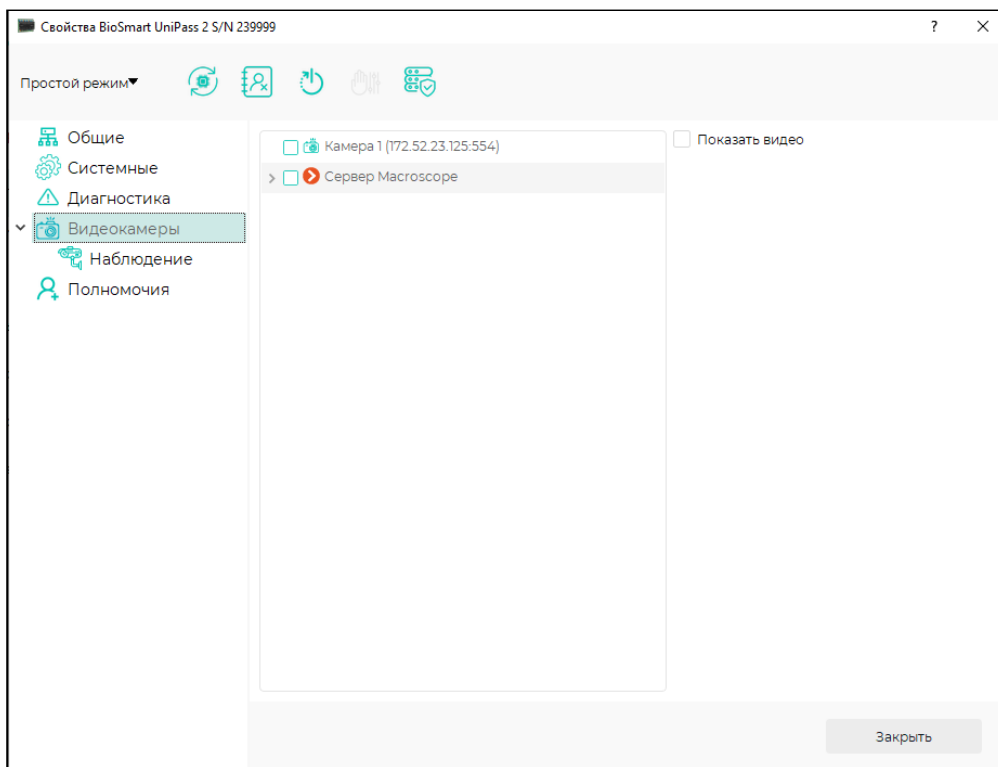 Свойства BioSmart UniPass 2 S/N 239999
?
Простой режим
Общие
Системные
Диагностика
Видеокамеры
Наблюдение
Полномочия
Камера 1 (172.52.23.125:554)
Сервер Macroscope
Показать видео
Закрыть